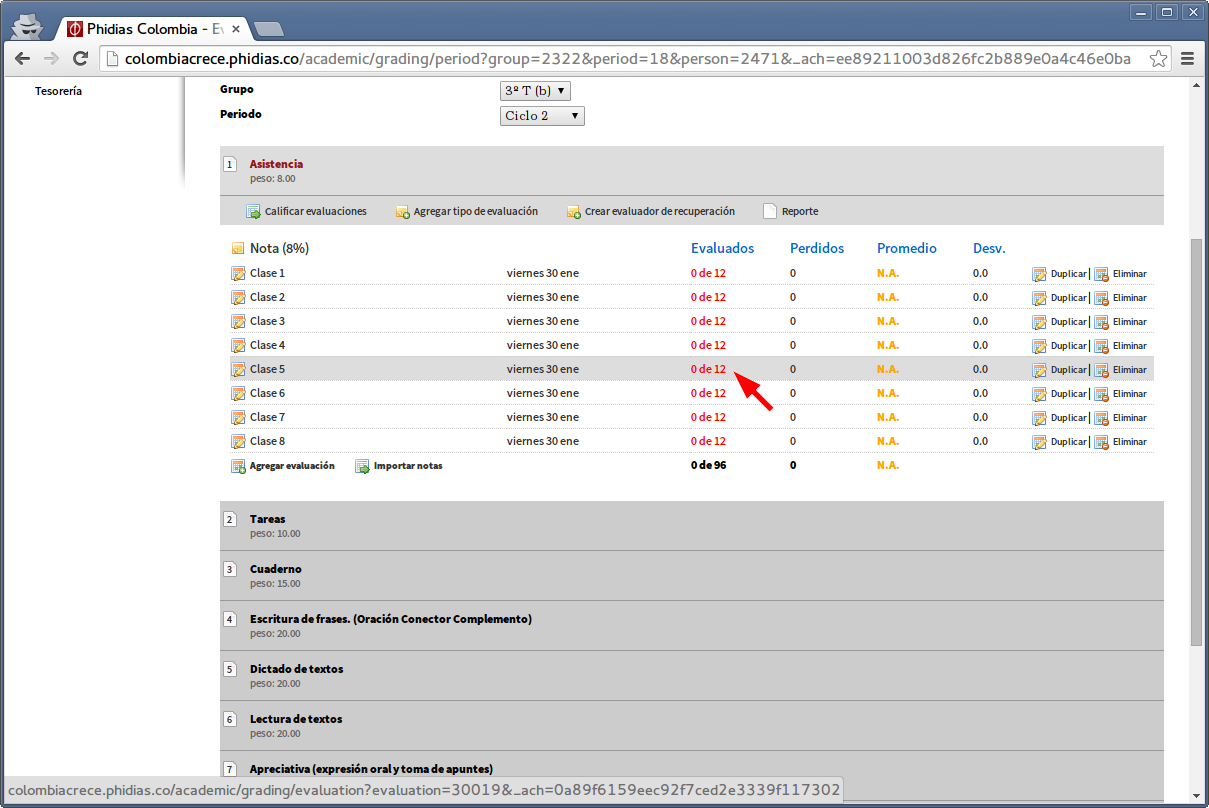 Phidias Colombia - Ev
colombiacrece.phidias.co/academic/grading/period?group=2322&period=18&person=2471&_ach=ee89211003d826fc2b889e0a4c46e0ba
Tesorería
Grupo 3º T (b)
Periodo Ciclo 2
1 Asistencia
peso: 8.00
Calificar evaluaciones Agregar tipo de evaluación Crear evaluador de recuperación Reporte
Nota (8%) Evaluados Perdidos Promedio Desv.
Clase 1 viernes 30 ene 0 de 12 0 N.A. 0.0 Duplicar | Eliminar
Clase 2 viernes 30 ene 0 de 12 0 N.A. 0.0 Duplicar | Eliminar
Clase 3 viernes 30 ene 0 de 12 0 N.A. 0.0 Duplicar | Eliminar
Clase 4 viernes 30 ene 0 de 12 0 N.A. 0.0 Duplicar | Eliminar
Clase 5 viernes 30 ene 0 de 12 0 N.A. 0.0 Duplicar | Eliminar
Clase 6 viernes 30 ene 0 de 12 0 N.A. 0.0 Duplicar | Eliminar
Clase 7 viernes 30 ene 0 de 12 0 N.A. 0.0 Duplicar | Eliminar
Clase 8 viernes 30 ene 0 de 12 0 N.A. 0.0 Duplicar | Eliminar
Agregar evaluación Importar notas 0 de 96 0 N.A.
2 Tareas
peso: 10.00
3 Cuaderno
peso: 15.00
4 Escritura de frases. (Oración Conector Complemento)
peso: 20.00
5 Dictado de textos
peso: 20.00
6 Lectura de textos
peso: 20.00
7 Apreciativa (expresión oral y toma de apuntes)
colombiacrece.phidias.co/academic/grading/evaluation?evaluation=30019&_ach=0a89f6159eec92f7ced2e3339f117302